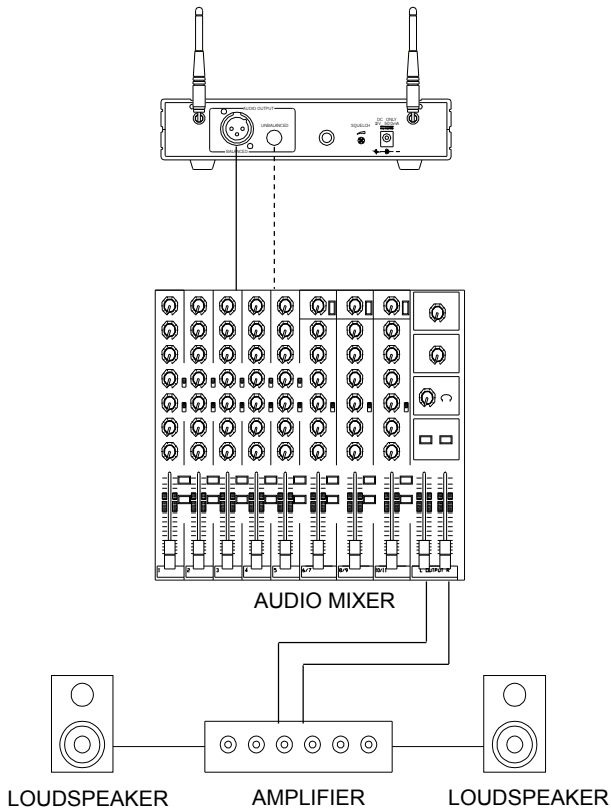 AUDIO OUTPUT
UNBALANCED
BALANCED
SQUELCH
DC ONLY
1 2 3 4 5 6/7 8/9 10/11 L OUTPUT R
AUDIO MIXER
LOUDSPEAKER AMPLIFIER LOUDSPEAKER